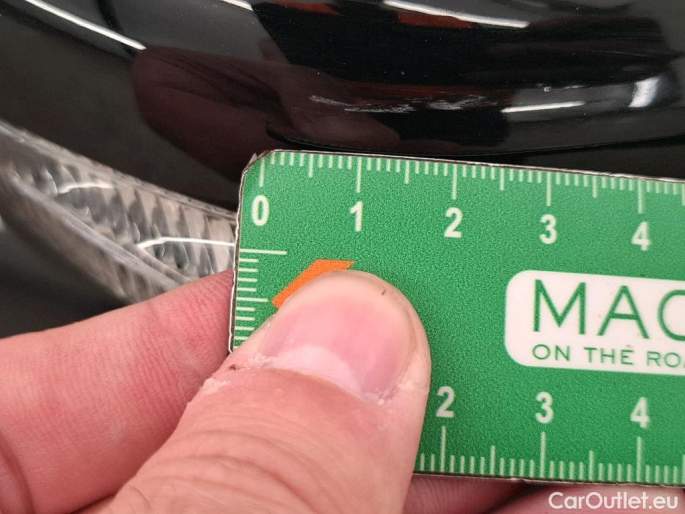 0 1 2 3 4
MAC
ON THE RO
2 3 4
CarOutlet.eu